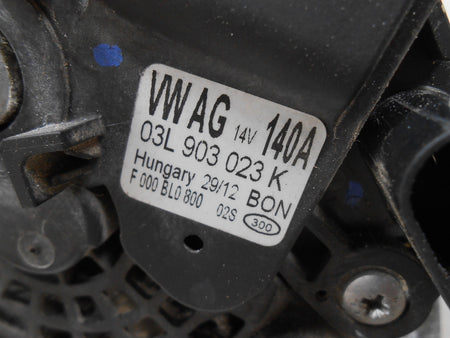 VW AG 14V 140A
03L 903 023 K
Hungary 29/12 BON
F 000 BL0 800 02S 300